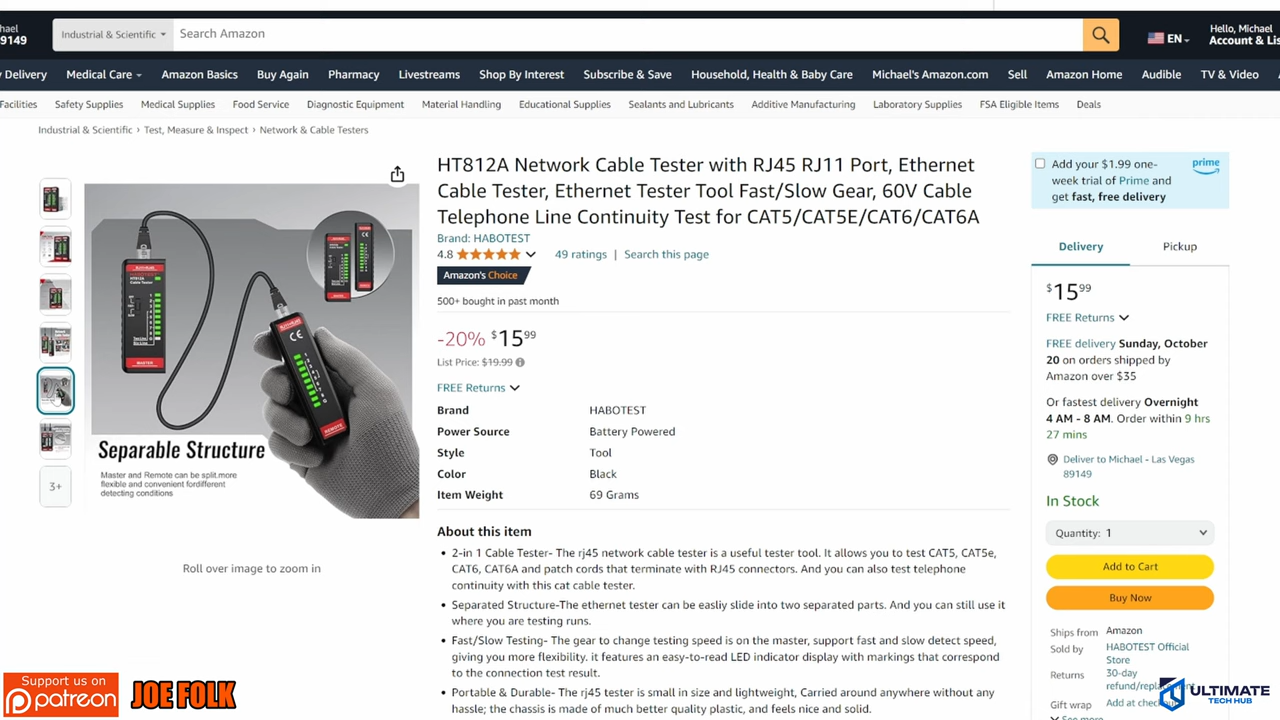 hael
9149
Industrial & Scientific
Search Amazon
EN
Hello, Michael
Account & Lis
y Delivery
Medical Care
Amazon Basics
Buy Again
Pharmacy
Livestreams
Shop By Interest
Subscribe & Save
Household, Health & Baby Care
Michael's Amazon.com
Sell
Amazon Home
Audible
TV & Video
Facilities
Safety Supplies
Medical Supplies
Food Service
Diagnostic Equipment
Material Handling
Educational Supplies
Sealants and Lubricants
Additive Manufacturing
Laboratory Supplies
FSA Eligible Items
Deals
Industrial & Scientific › Test, Measure & Inspect › Network & Cable Testers
HT812A
Cable Tester
MASTER
CE
REMOTE
Separable Structure
Master and Remote can be split.more
flexible and convenient fordifferent
detecting conditions
3+
Roll over image to zoom in
HT812A Network Cable Tester with RJ45 RJ11 Port, Ethernet
Cable Tester, Ethernet Tester Tool Fast/Slow Gear, 60V Cable
Telephone Line Continuity Test for CAT5/CAT5E/CAT6/CAT6A
Brand: HABOTEST
4.8
49 ratings | Search this page
Amazon's Choice
500+ bought in past month
-20% $15 99
List Price: $19.99
FREE Returns
Brand HABOTEST
Power Source Battery Powered
Style Tool
Color Black
Item Weight 69 Grams
About this item
• 2-in 1 Cable Tester- The rj45 network cable tester is a useful tester tool. It allows you to test CAT5, CAT5e,
CAT6, CAT6A and patch cords that terminate with RJ45 connectors. And you can also test telephone
continuity with this cat cable tester.
• Separated Structure-The ethernet tester can be easliy slide into two separated parts. And you can still use it
where you are testing runs.
• Fast/Slow Testing- The gear to change testing speed is on the master, support fast and slow detect speed,
giving you more flexibility. it features an easy-to-read LED indicator display with markings that correspond
to the connection test result.
• Portable & Durable- The rj45 tester is small in size and lightweight, Carried around anywhere without any
hassle; the chassis is made of much better quality plastic, and feels nice and solid.
Add your $1.99 one-
week trial of Prime and
get fast, free delivery
prime
Delivery
Pickup
$15 99
FREE Returns
FREE delivery Sunday, October
20 on orders shipped by
Amazon over $35
Or fastest delivery Overnight
4 AM - 8 AM. Order within 9 hrs
27 mins
Deliver to Michael - Las Vegas
89149
In Stock
Quantity: 1
Add to Cart
Buy Now
Ships from Amazon
Sold by HABOTEST Official
Store
Returns 30-day
refund/repla
Gift wrap Add at che
See more
Support us on
patreon
JOE FOLK
ULTIMATE
TECH HUB